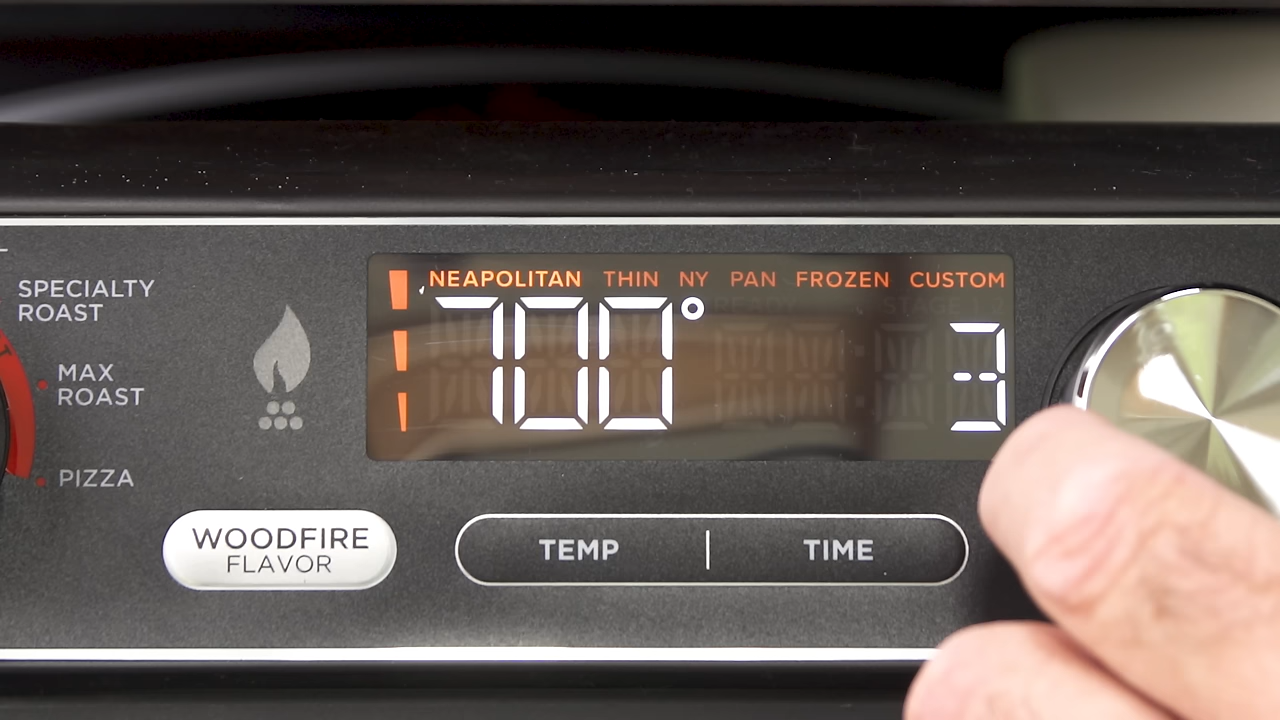 SPECIALTY
ROAST
MAX
ROAST
PIZZA
WOODFIRE
FLAVOR
NEAPOLITAN THIN NY PAN FROZEN CUSTOM
700° 3
TEMP | TIME